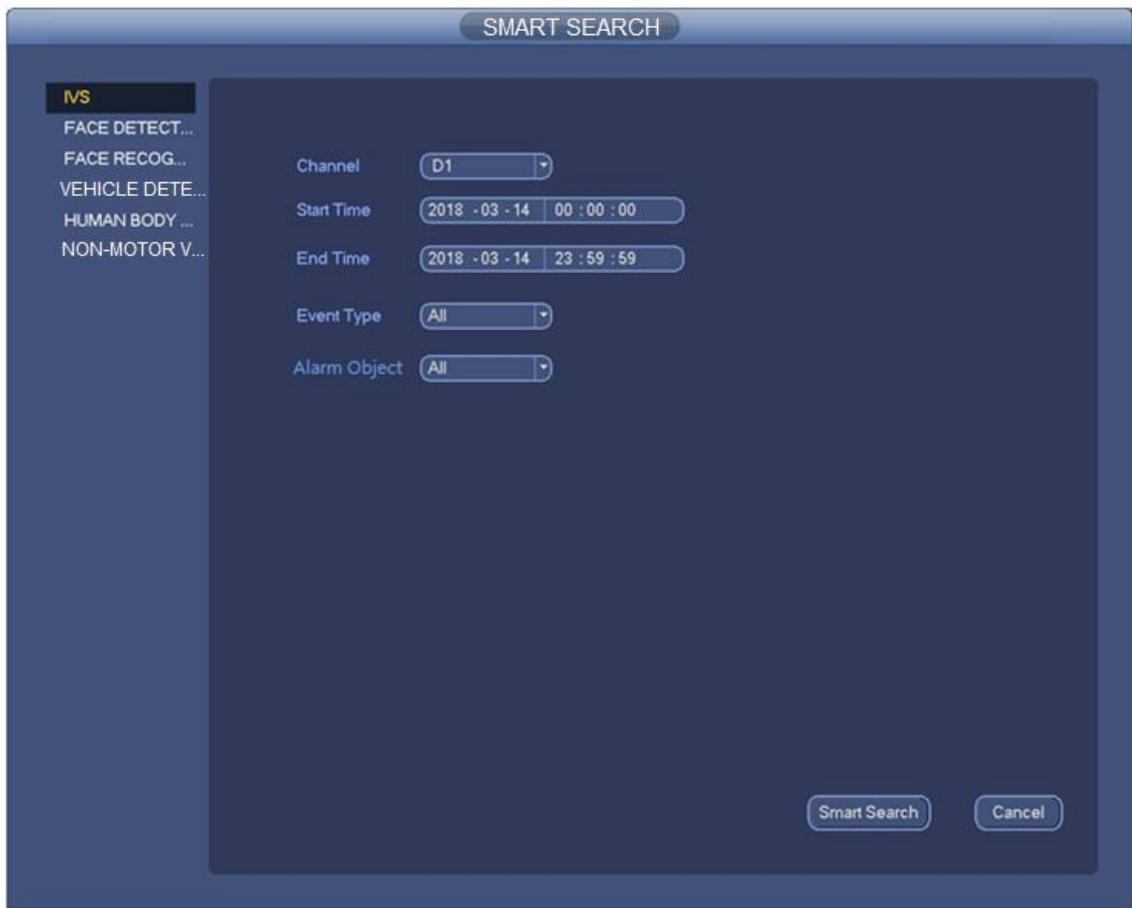 SMART SEARCH
IVS
FACE DETECT...
FACE RECOG...
VEHICLE DETE...
HUMAN BODY ...
NON-MOTOR V...
Channel D1
Start Time 2018 - 03 - 14 00 : 00 : 00
End Time 2018 - 03 - 14 23 : 59 : 59
Event Type All
Alarm Object All
Smart Search Cancel